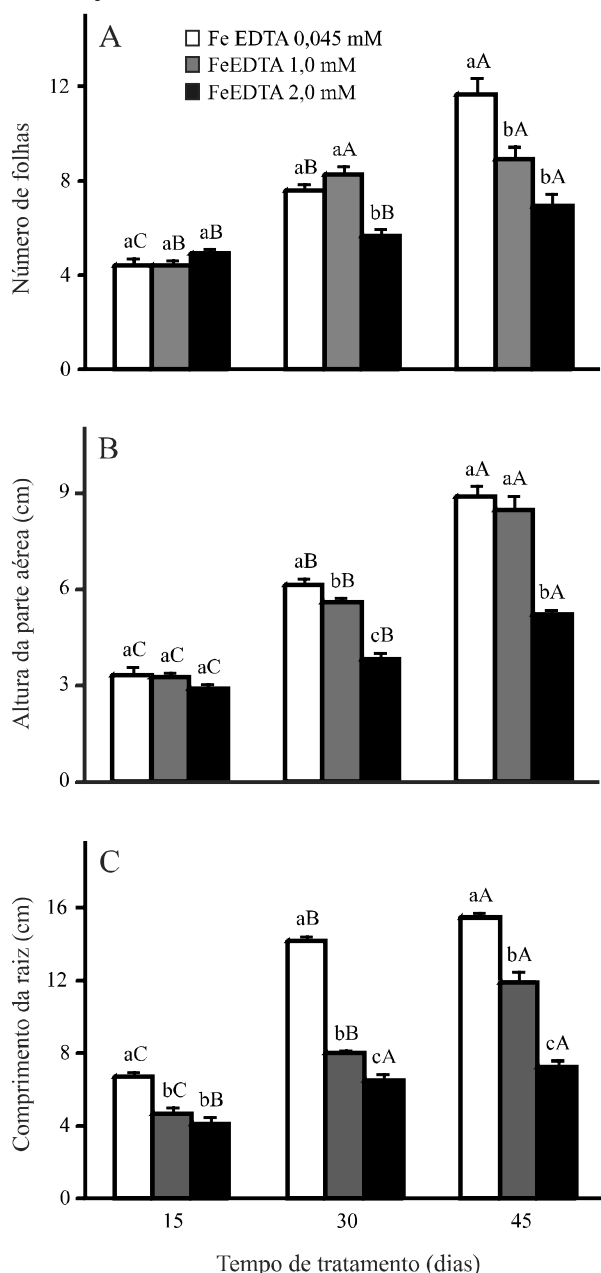 A
Fe EDTA 0,045 mM
FeEDTA 1,0 mM
FeEDTA 2,0 mM
Número de folhas
12
8
4
0
aC aB aB
aB aA bB
aA bA bA
B
Altura da parte aérea (cm)
9
6
3
0
aC aC aC
aB bB cB
aA aA bA
C
Comprimento da raiz (cm)
16
12
8
4
0
aC bC bB
aB bB cA
aA bA cA
15 30 45
Tempo de tratamento (dias)